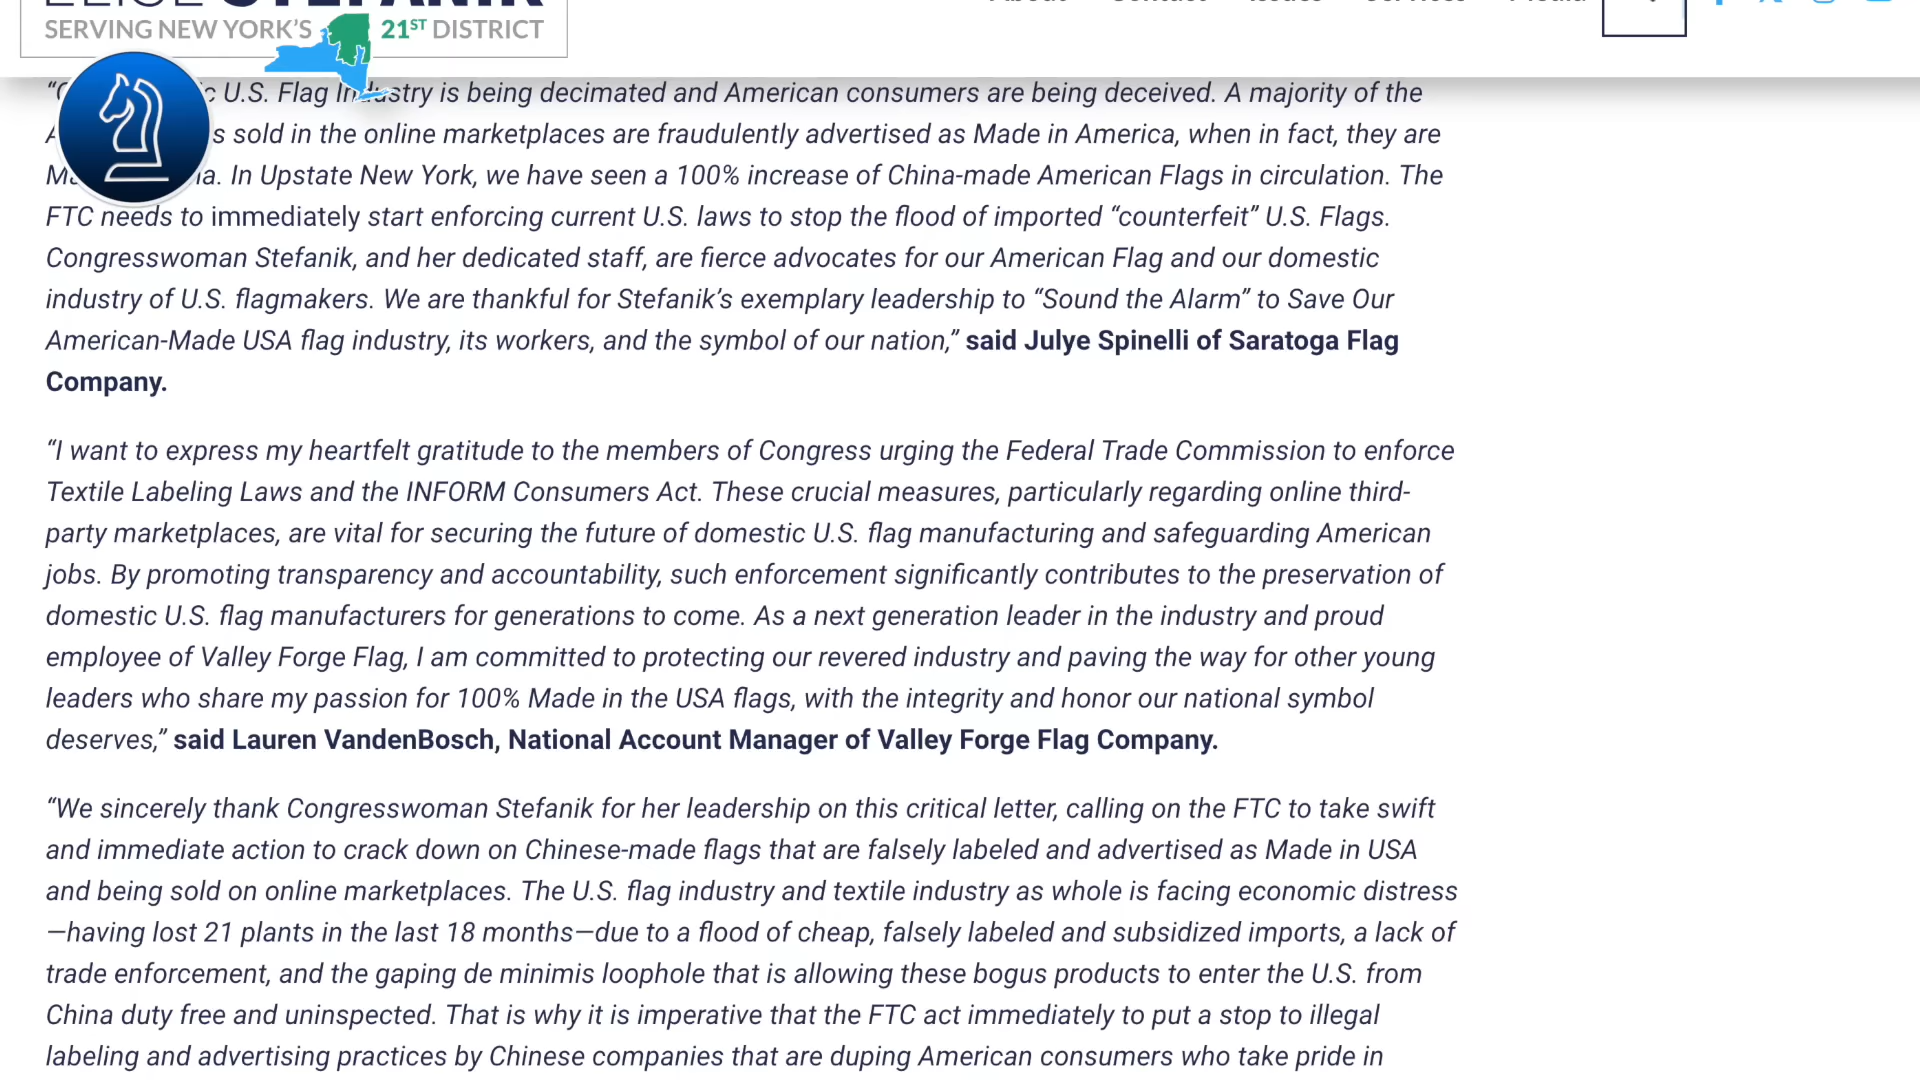 SERVING NEW YORK'S 21ST DISTRICT
U.S. Flag Industry is being decimated and American consumers are being deceived. A majority of the
sold in the online marketplaces are fraudulently advertised as Made in America, when in fact, they are
In Upstate New York, we have seen a 100% increase of China-made American Flags in circulation. The
FTC needs to immediately start enforcing current U.S. laws to stop the flood of imported “counterfeit” U.S. Flags.
Congresswoman Stefanik, and her dedicated staff, are fierce advocates for our American Flag and our domestic
industry of U.S. flagmakers. We are thankful for Stefanik’s exemplary leadership to “Sound the Alarm” to Save Our
American-Made USA flag industry, its workers, and the symbol of our nation,” said Julye Spinelli of Saratoga Flag
Company.
“I want to express my heartfelt gratitude to the members of Congress urging the Federal Trade Commission to enforce
Textile Labeling Laws and the INFORM Consumers Act. These crucial measures, particularly regarding online third-
party marketplaces, are vital for securing the future of domestic U.S. flag manufacturing and safeguarding American
jobs. By promoting transparency and accountability, such enforcement significantly contributes to the preservation of
domestic U.S. flag manufacturers for generations to come. As a next generation leader in the industry and proud
employee of Valley Forge Flag, I am committed to protecting our revered industry and paving the way for other young
leaders who share my passion for 100% Made in the USA flags, with the integrity and honor our national symbol
deserves,” said Lauren VandenBosch, National Account Manager of Valley Forge Flag Company.
“We sincerely thank Congresswoman Stefanik for her leadership on this critical letter, calling on the FTC to take swift
and immediate action to crack down on Chinese-made flags that are falsely labeled and advertised as Made in USA
and being sold on online marketplaces. The U.S. flag industry and textile industry as whole is facing economic distress
—having lost 21 plants in the last 18 months—due to a flood of cheap, falsely labeled and subsidized imports, a lack of
trade enforcement, and the gaping de minimis loophole that is allowing these bogus products to enter the U.S. from
China duty free and uninspected. That is why it is imperative that the FTC act immediately to put a stop to illegal
labeling and advertising practices by Chinese companies that are duping American consumers who take pride in